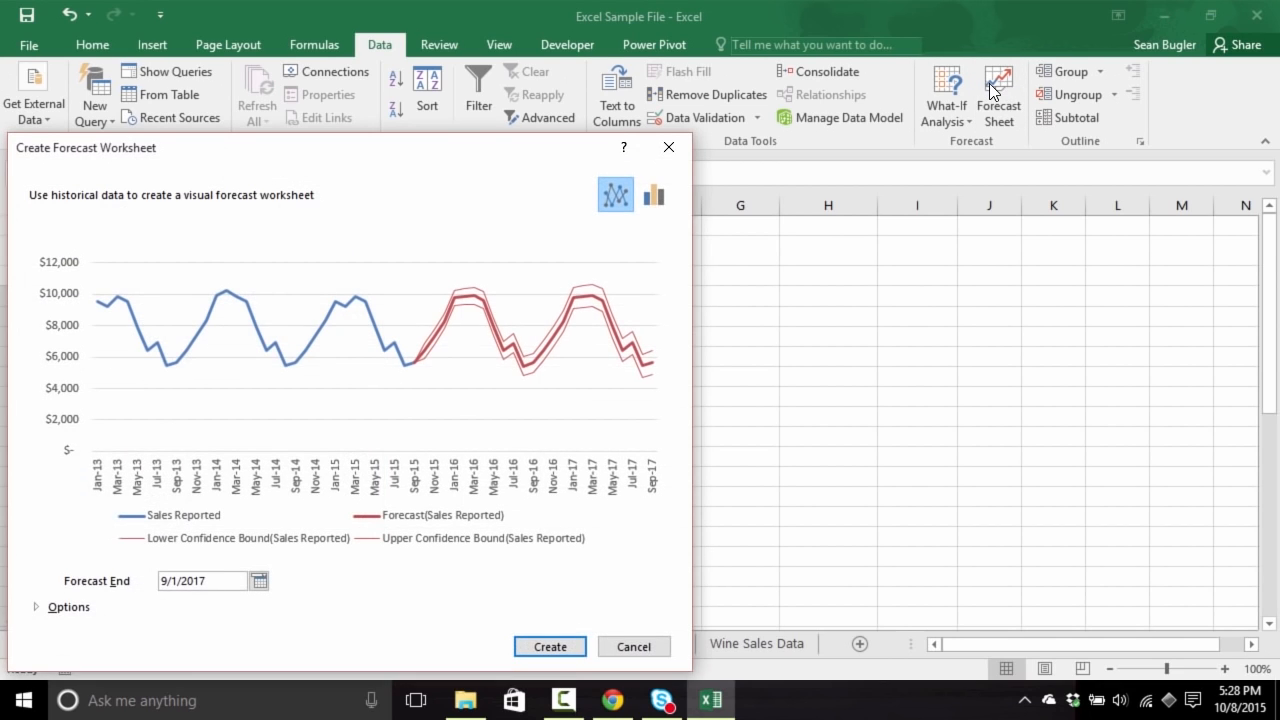 Excel Sample File - Excel
File Home Insert Page Layout Formulas Data Review View Developer Power Pivot Tell me what you want to do... Sean Bugler Share
Get External Data
New Query
Show Queries
From Table
Recent Sources
Refresh All
Connections
Properties
Edit Links
A Z
Z A
Z A A Z
Sort
Filter
Clear
Reapply
Advanced
Text to Columns
Flash Fill
Remove Duplicates
Data Validation
Consolidate
Relationships
Manage Data Model
Data Tools
What-If Analysis
Forecast Sheet
Forecast
Group
Ungroup
Subtotal
Outline
Create Forecast Worksheet
?
Use historical data to create a visual forecast worksheet
G H I J K L M N
$12,000
$10,000
$8,000
$6,000
$4,000
$2,000
$-
Jan-13 Mar-13 May-13 Jul-13 Sep-13 Nov-13 Jan-14 Mar-14 May-14 Jul-14 Sep-14 Nov-14 Jan-15 Mar-15 May-15 Jul-15 Sep-15 Nov-15 Jan-16 Mar-16 May-16 Jul-16 Sep-16 Nov-16 Jan-17 Mar-17 May-17 Jul-17 Sep-17
Sales Reported Forecast(Sales Reported)
Lower Confidence Bound(Sales Reported) Upper Confidence Bound(Sales Reported)
Forecast End 9/1/2017
Options
Create Cancel
Wine Sales Data
100%
Ask me anything
5:28 PM
10/8/2015